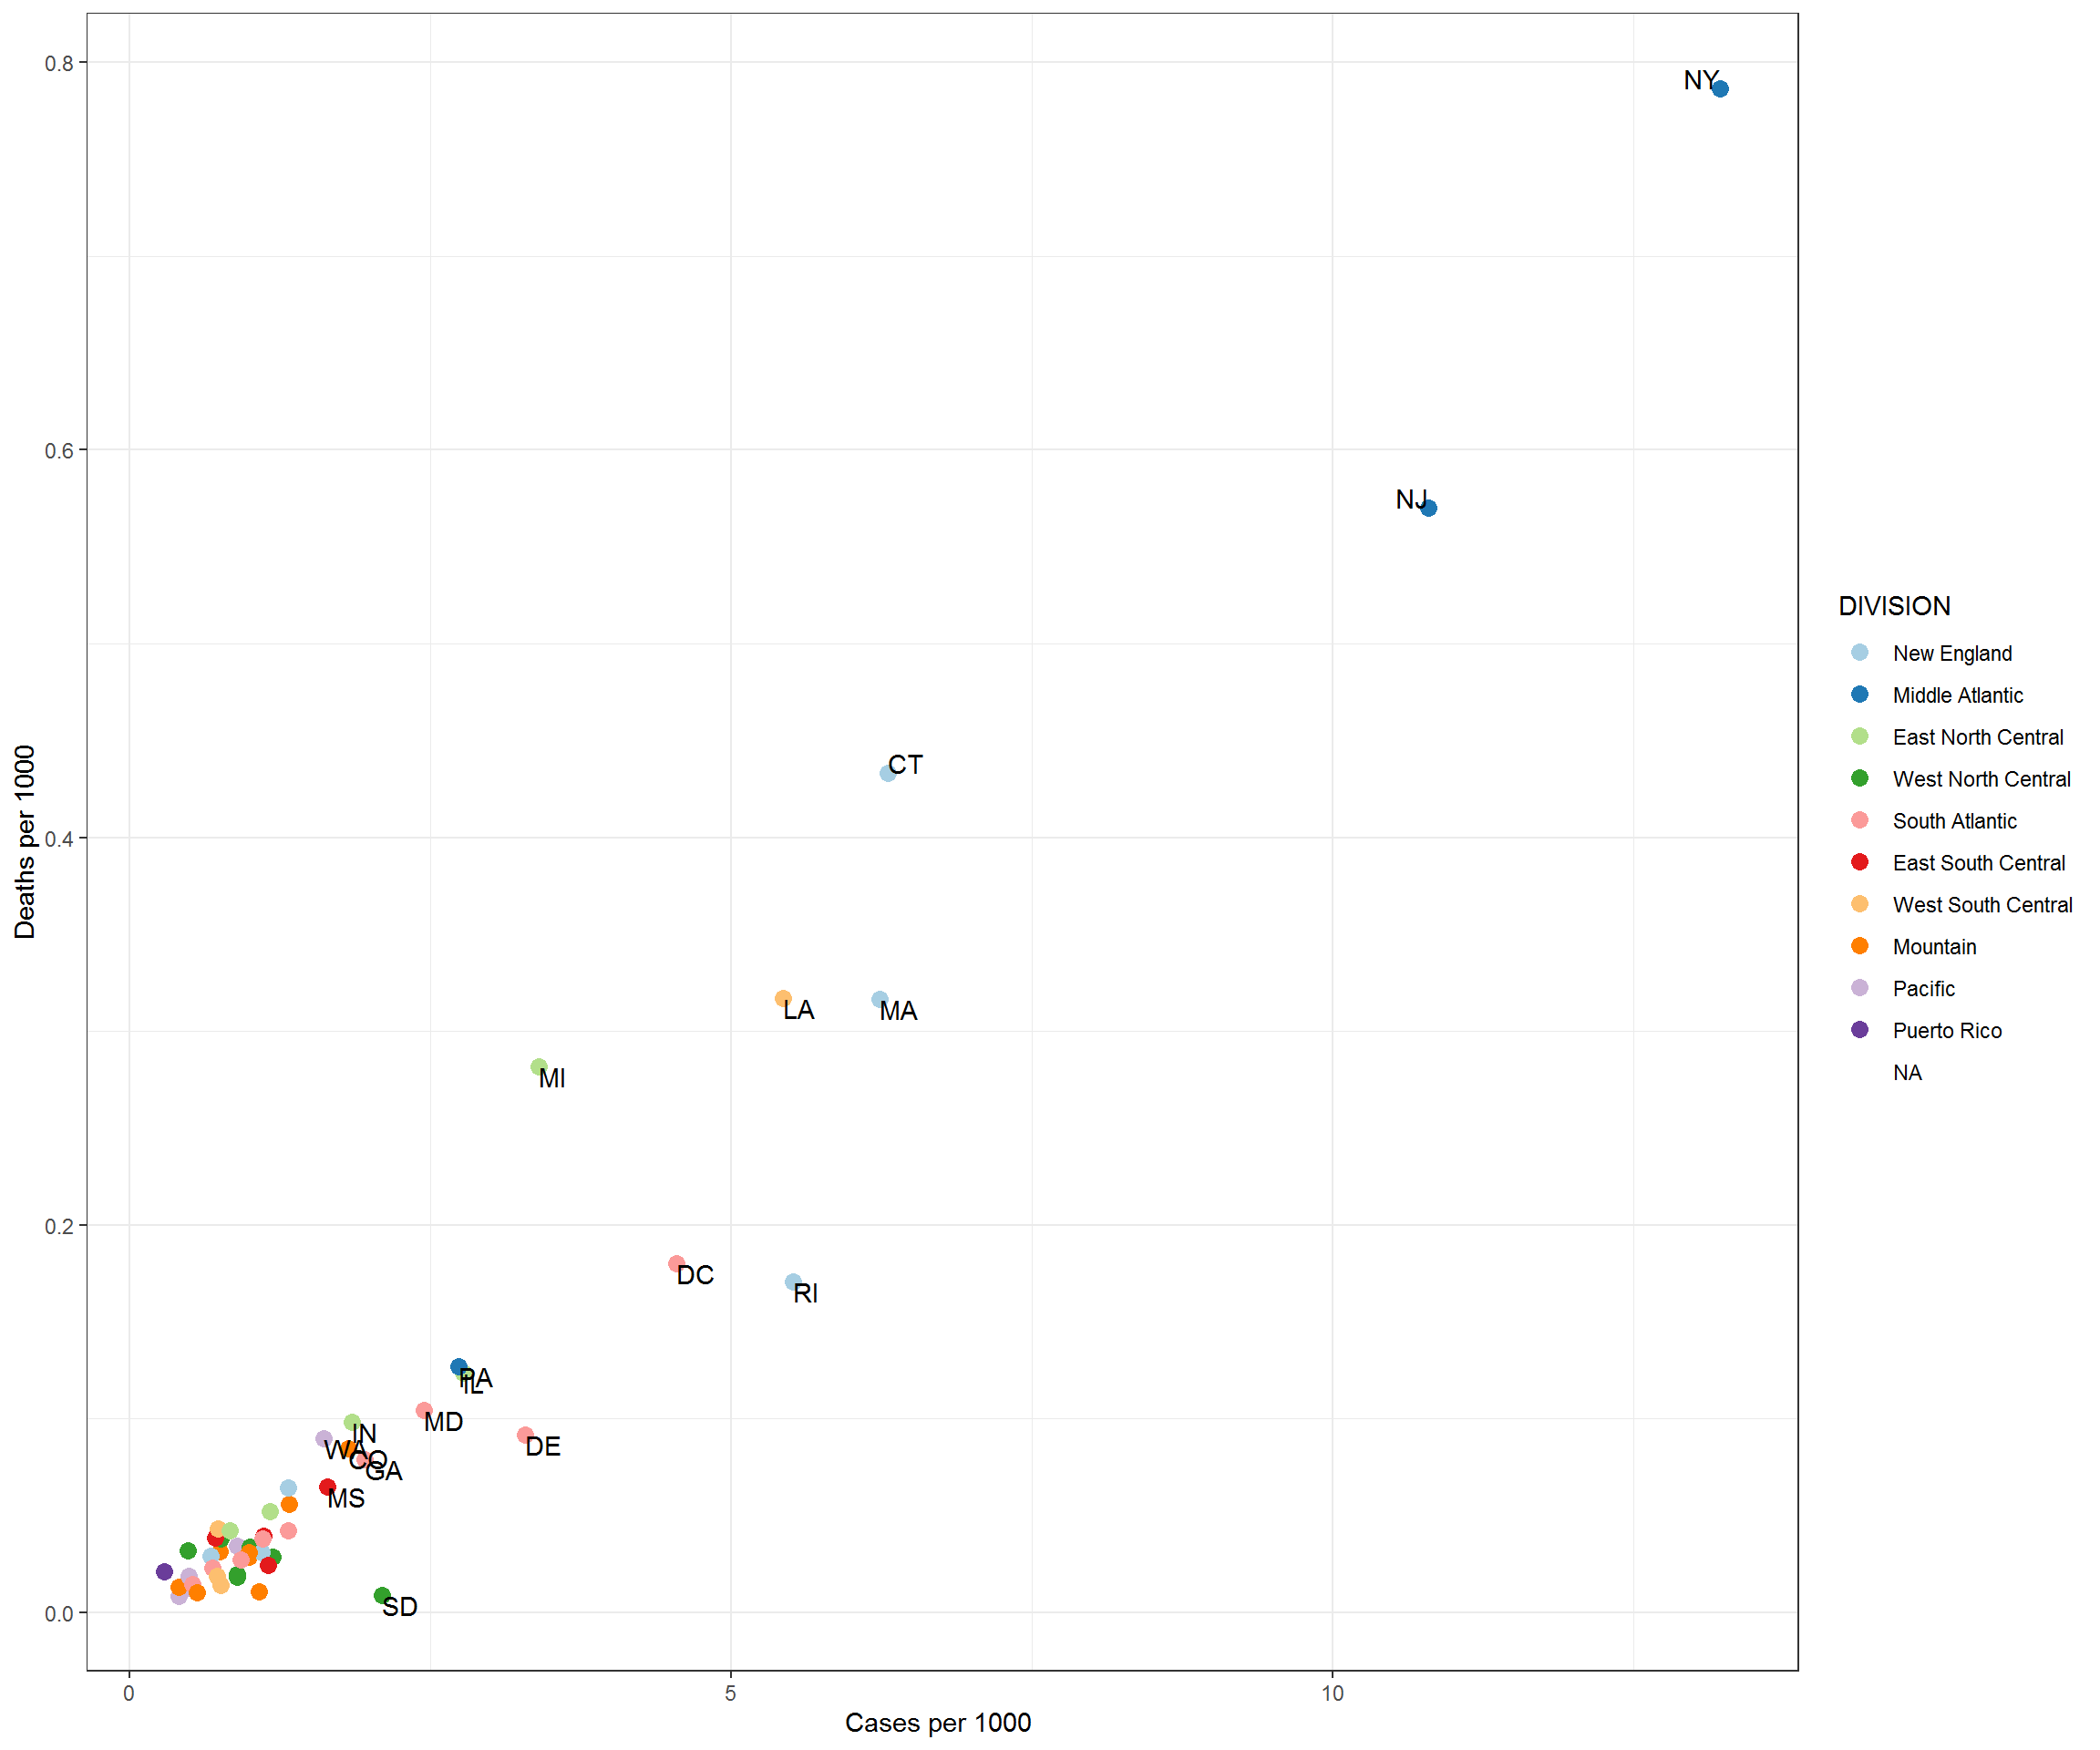 0.8
0.6
0.4
0.2
0.0
Deaths per 1000
NY
NJ
CT
LA
MA
MI
DC
RI
PA
IL
MD
IN
DE
WA
CO
GA
MS
SD
0
5
10
Cases per 1000
DIVISION
New England
Middle Atlantic
East North Central
West North Central
South Atlantic
East South Central
West South Central
Mountain
Pacific
Puerto Rico
NA